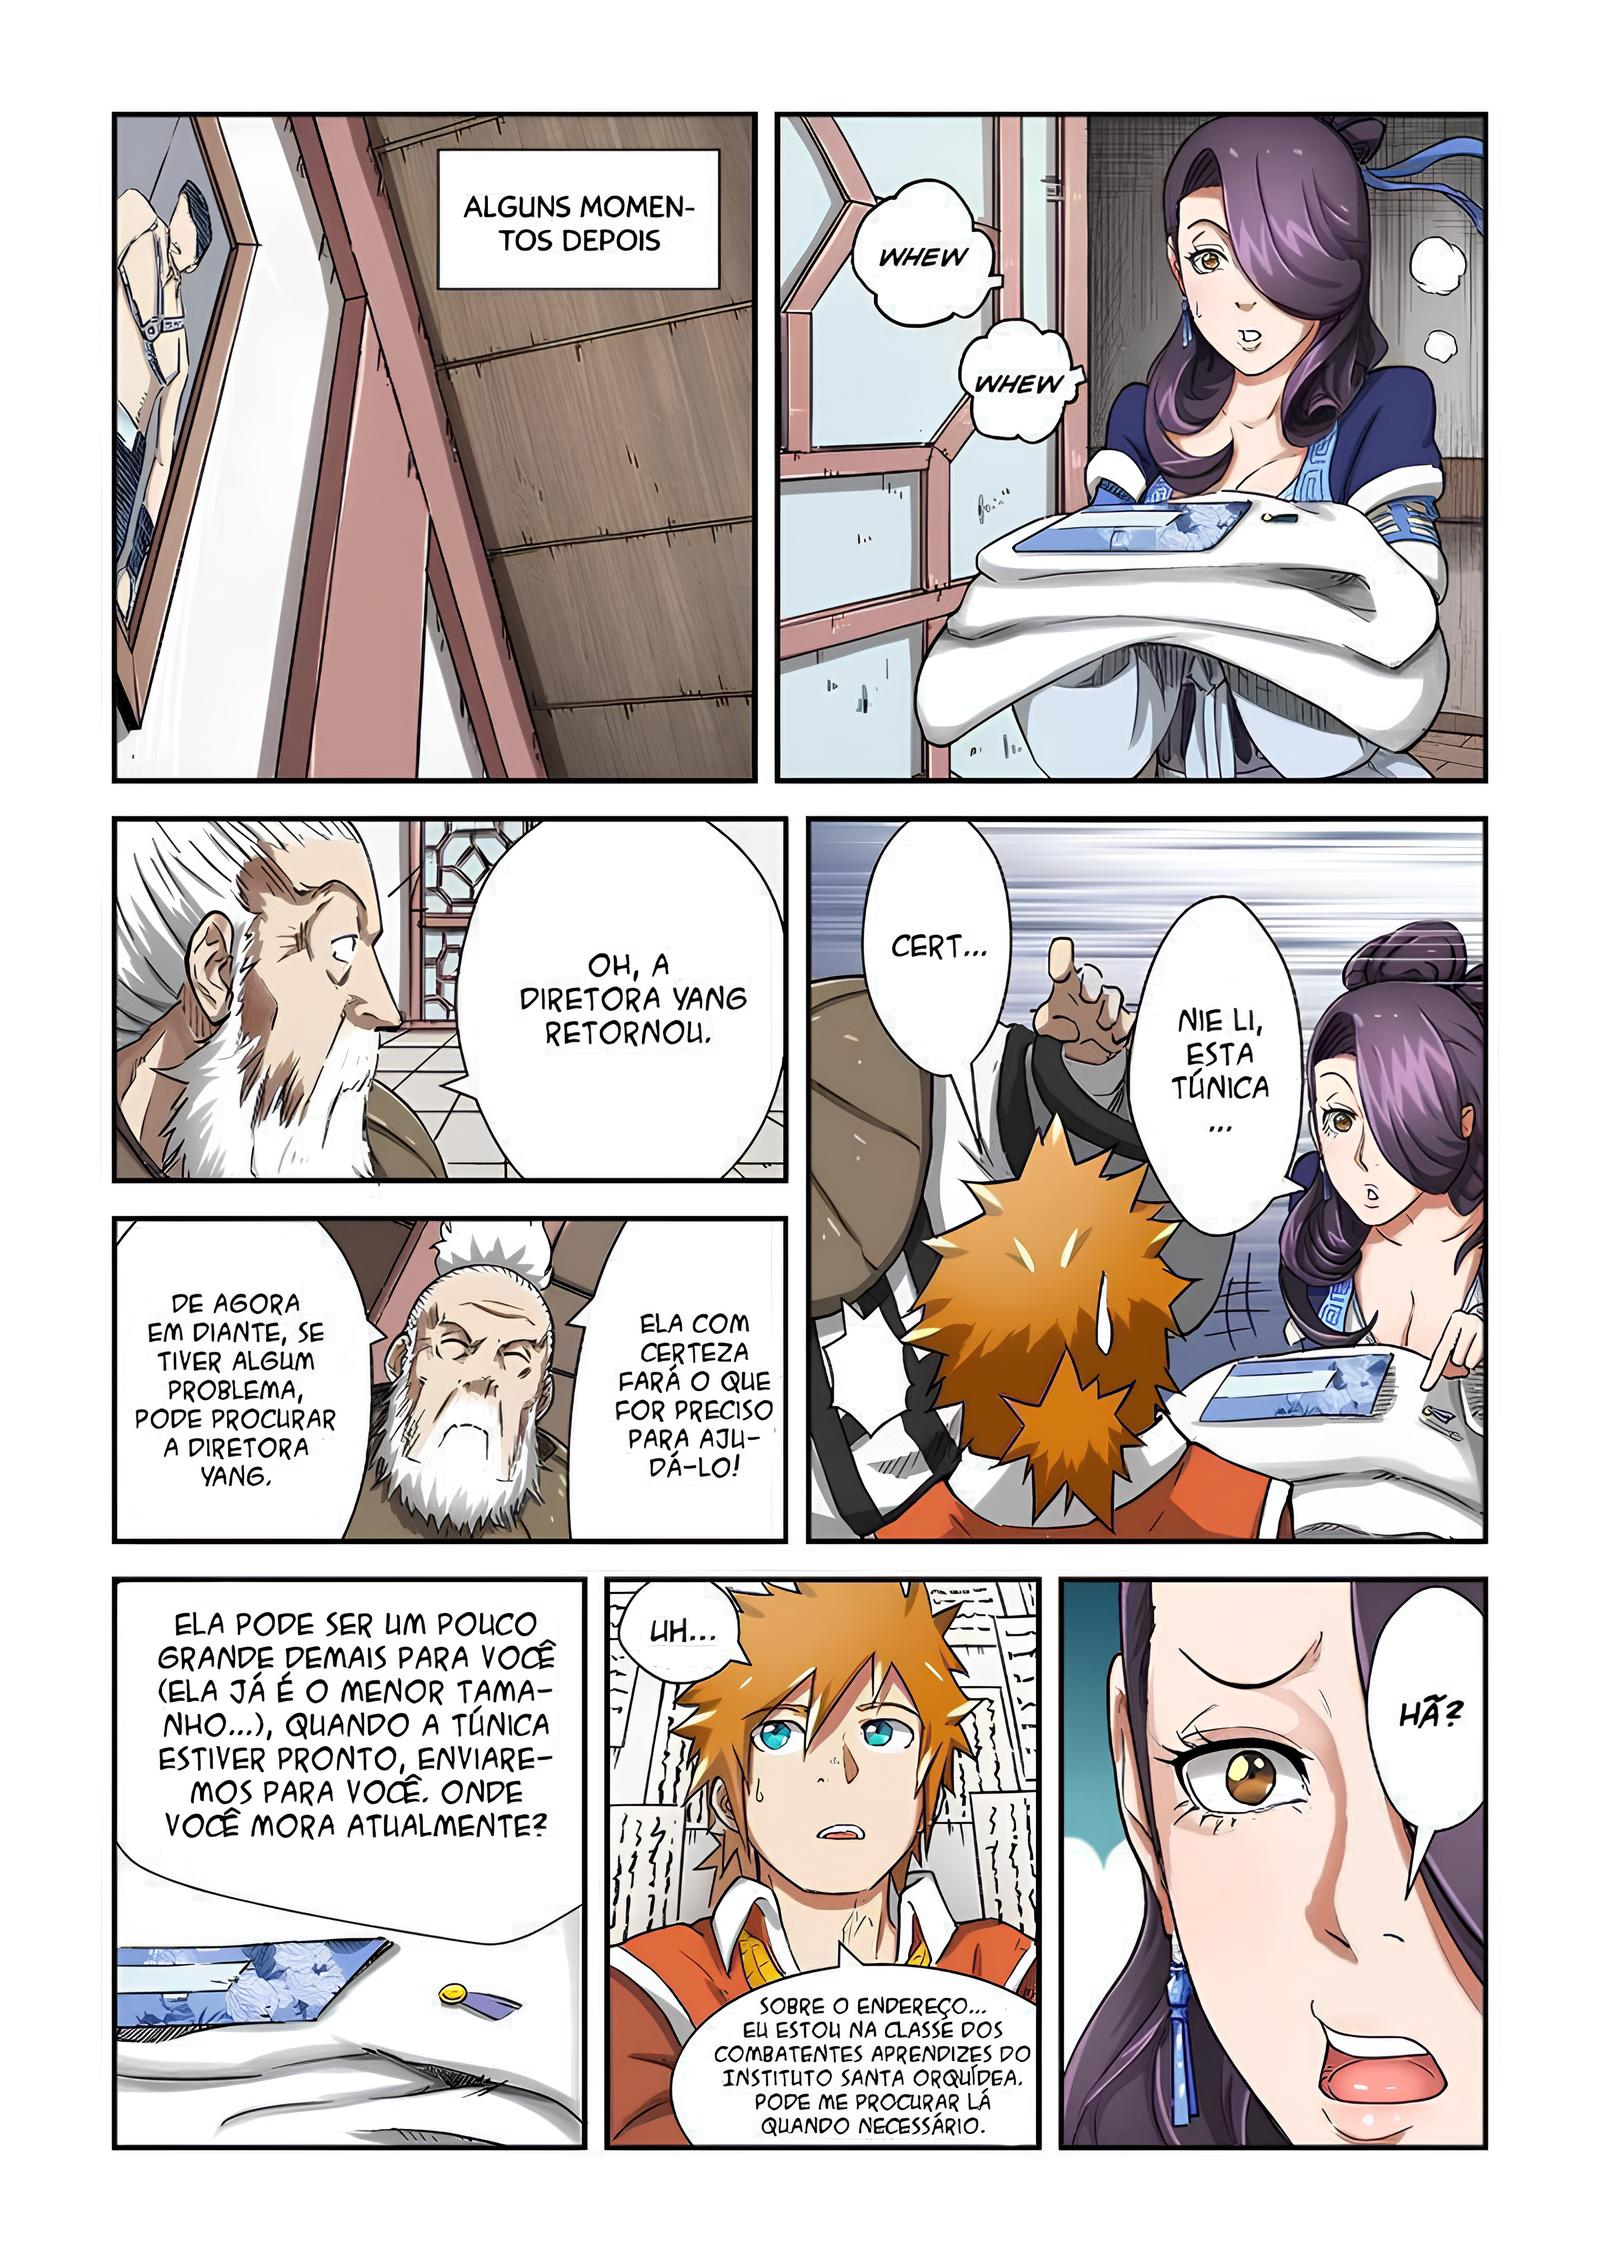 ALGUNS MOMEN-
TOS DEPOIS
WHEW
WHEW
OH, A
DIRETORA YANG
RETORNOU.
DE AGORA
EM DIANTE, SE
TIVER ALGUM
PROBLEMA,
PODE PROCURAR
A DIRETORA
YANG.
ELA COM
CERTEZA
FARÁ O QUE
FOR PRECISO
PARA AJU-
DÁ-LO!
CERT...
NIE LI,
ESTA
TÚNICA
...
ELA PODE SER UM POUCO
GRANDE DEMAIS PARA VOCÊ
(ELA JÁ É O MENOR TAMA-
NHO...), QUANDO A TÚNICA
ESTIVER PRONTO, ENVIARE-
MOS PARA VOCÊ. ONDE
VOCÊ MORA ATUALMENTE?
UH...
SOBRE O ENDEREÇO...
EU ESTOU NA CLASSE DOS
COMBATENTES APRENDIZES DO
INSTITUTO SANTA ORQUÍDEA.
PODE ME PROCURAR LÁ
QUANDO NECESSÁRIO.
HÃ?